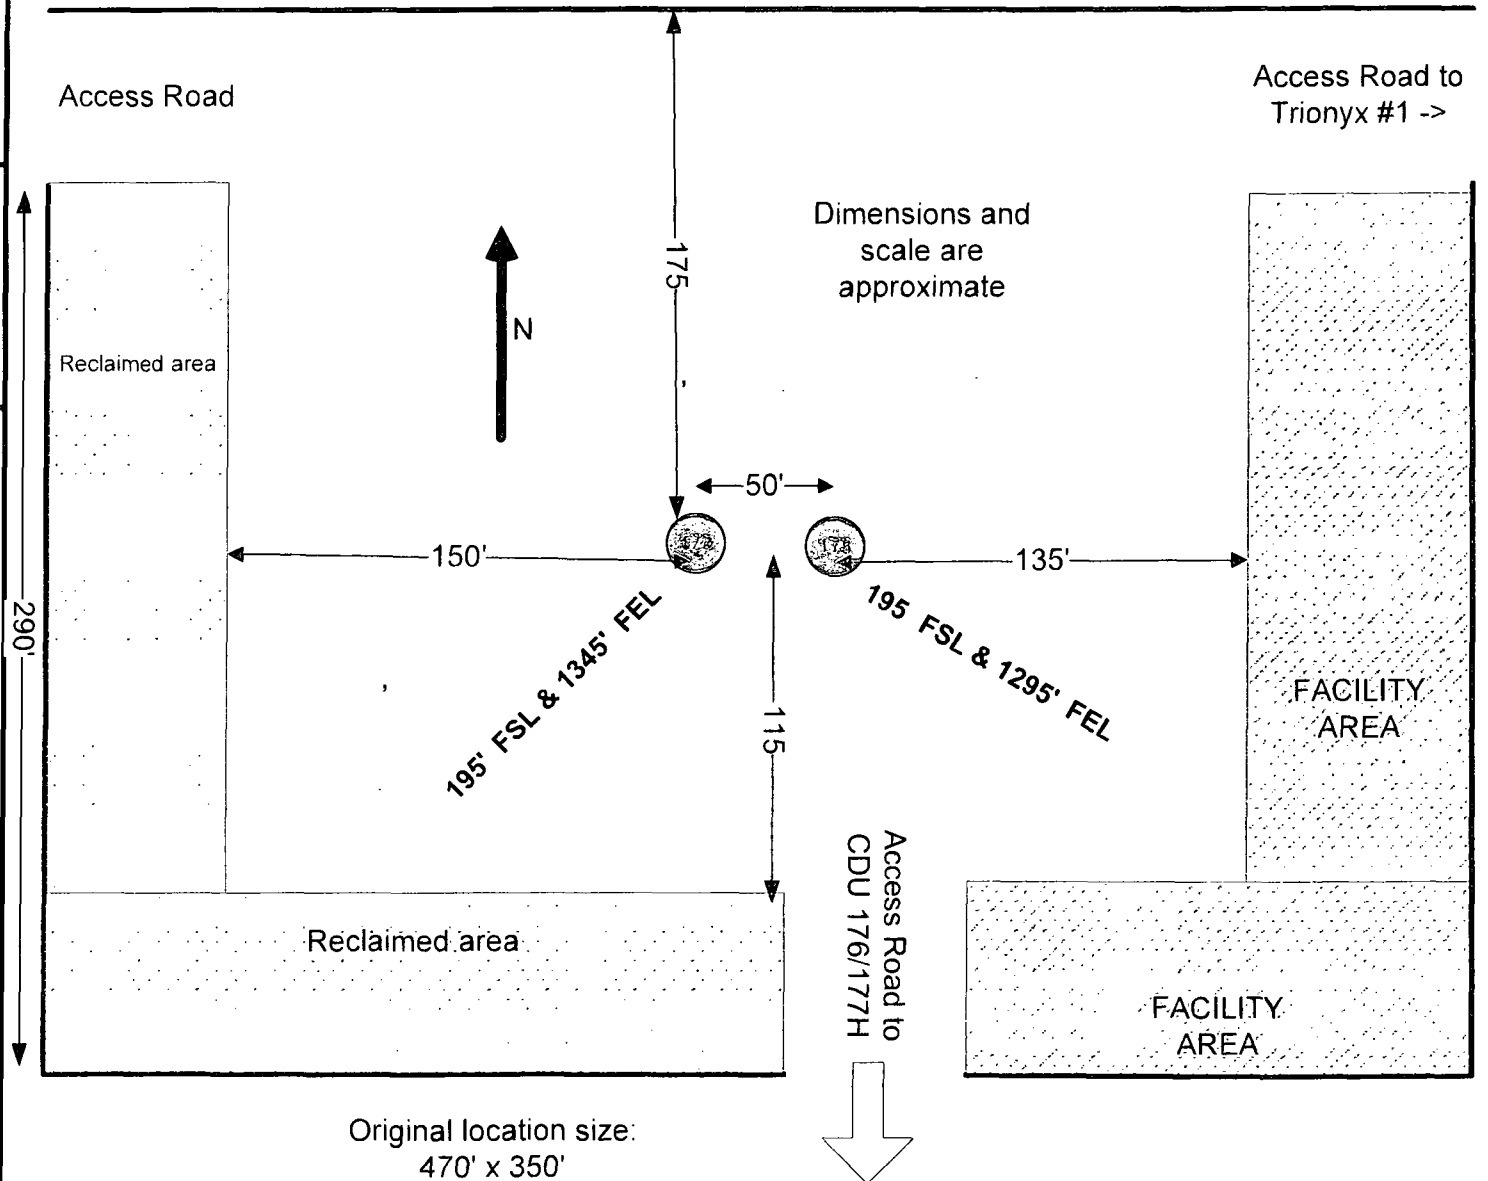 Access Road
Access Road to
Trionyx #1 ->
175
Dimensions and
scale are
approximate
N
Reclaimed area
50'
150'
135'
290'
195' FSL & 1345' FEL
195 FSL & 1295' FEL
115
FACILITY
AREA
Access Road to
CDU 176/177H
Reclaimed area
FACILITY
AREA
Original location size:
470' x 350'